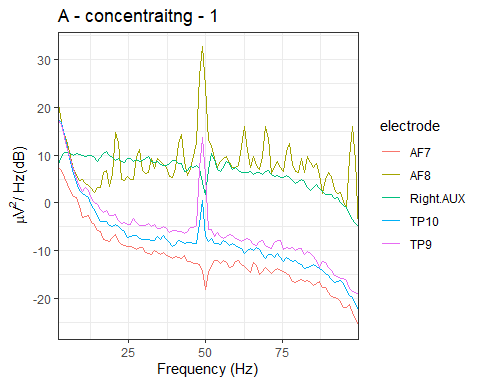 A - concentraitng - 1
30
20
10
0
-10
-20
μV²/ Hz(dB)
25
50
75
Frequency (Hz)
electrode
AF7
AF8
Right.AUX
TP10
TP9